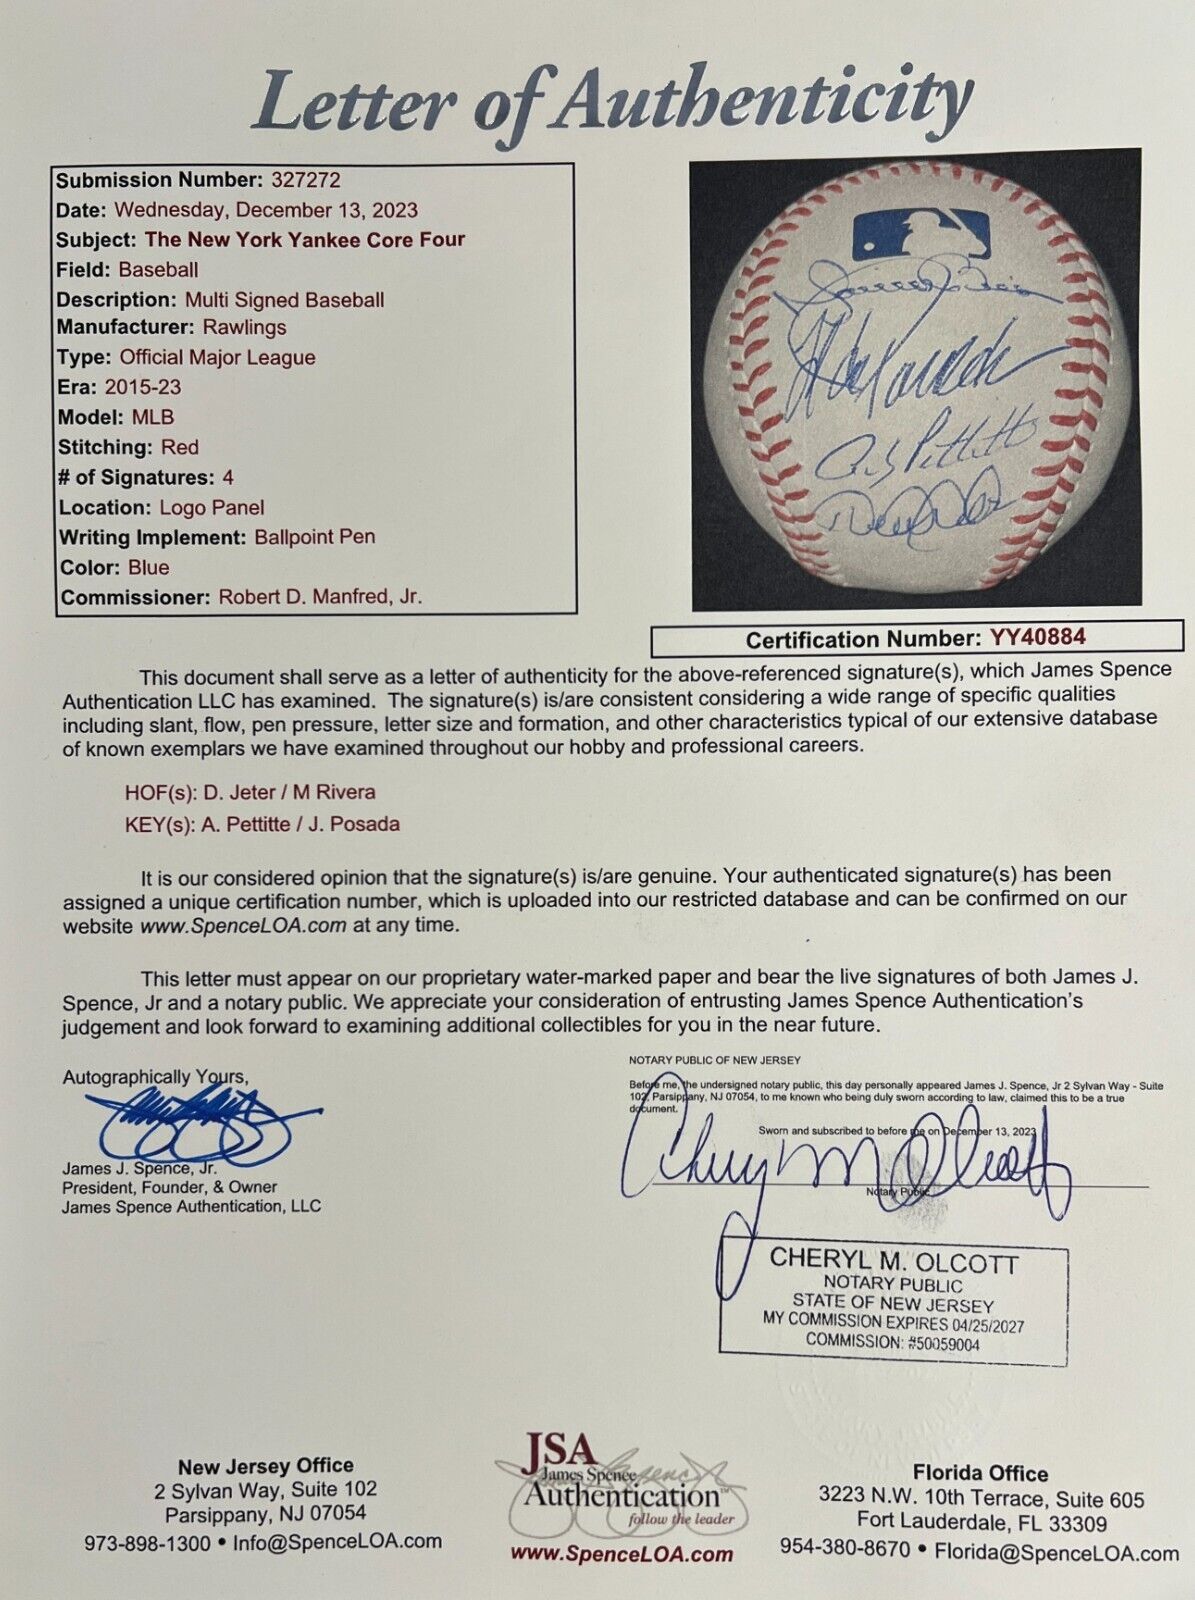 Letter of Authenticity
Submission Number: 327272
Date: Wednesday, December 13, 2023
Subject: The New York Yankee Core Four
Field: Baseball
Description: Multi Signed Baseball
Manufacturer: Rawlings
Type: Official Major League
Era: 2015-23
Model: MLB
Stitching: Red
# of Signatures: 4
Location: Logo Panel
Writing Implement: Ballpoint Pen
Color: Blue
Commissioner: Robert D. Manfred, Jr.
Certification Number: YY40884
This document shall serve as a letter of authenticity for the above-referenced signature(s), which James Spence
Authentication LLC has examined. The signature(s) is/are consistent considering a wide range of specific qualities
including slant, flow, pen pressure, letter size and formation, and other characteristics typical of our extensive database
of known exemplars we have examined throughout our hobby and professional careers.
HOF(s): D. Jeter / M Rivera
KEY(s): A. Pettitte / J. Posada
It is our considered opinion that the signature(s) is/are genuine. Your authenticated signature(s) has been
assigned a unique certification number, which is uploaded into our restricted database and can be confirmed on our
website www.SpenceLOA.com at any time.
This letter must appear on our proprietary water-marked paper and bear the live signatures of both James J.
Spence, Jr and a notary public. We appreciate your consideration of entrusting James Spence Authentication's
judgement and look forward to examining additional collectibles for you in the near future.
Autographically Yours,
James J. Spence, Jr.
President, Founder, & Owner
James Spence Authentication, LLC
NOTARY PUBLIC OF NEW JERSEY
Before me, the undersigned notary public, this day personally appeared James J. Spence, Jr 2 Sylvan Way - Suite
102, Parsippany, NJ 07054, to me known who being duly sworn according to law, claimed this to be a true
document.
Sworn and subscribed to before me on December 13, 2023
Cheryl M Olcott
Notary Public
CHERYL M. OLCOTT
NOTARY PUBLIC
STATE OF NEW JERSEY
MY COMMISSION EXPIRES 04/25/2027
COMMISSION: #50059004
New Jersey Office
2 Sylvan Way, Suite 102
Parsippany, NJ 07054
973-898-1300 • Info@SpenceLOA.com
JSA
James Spence
Authentication™
follow the leader
www.SpenceLOA.com
Florida Office
3223 N.W. 10th Terrace, Suite 605
Fort Lauderdale, FL 33309
954-380-8670 • Florida@SpenceLOA.com